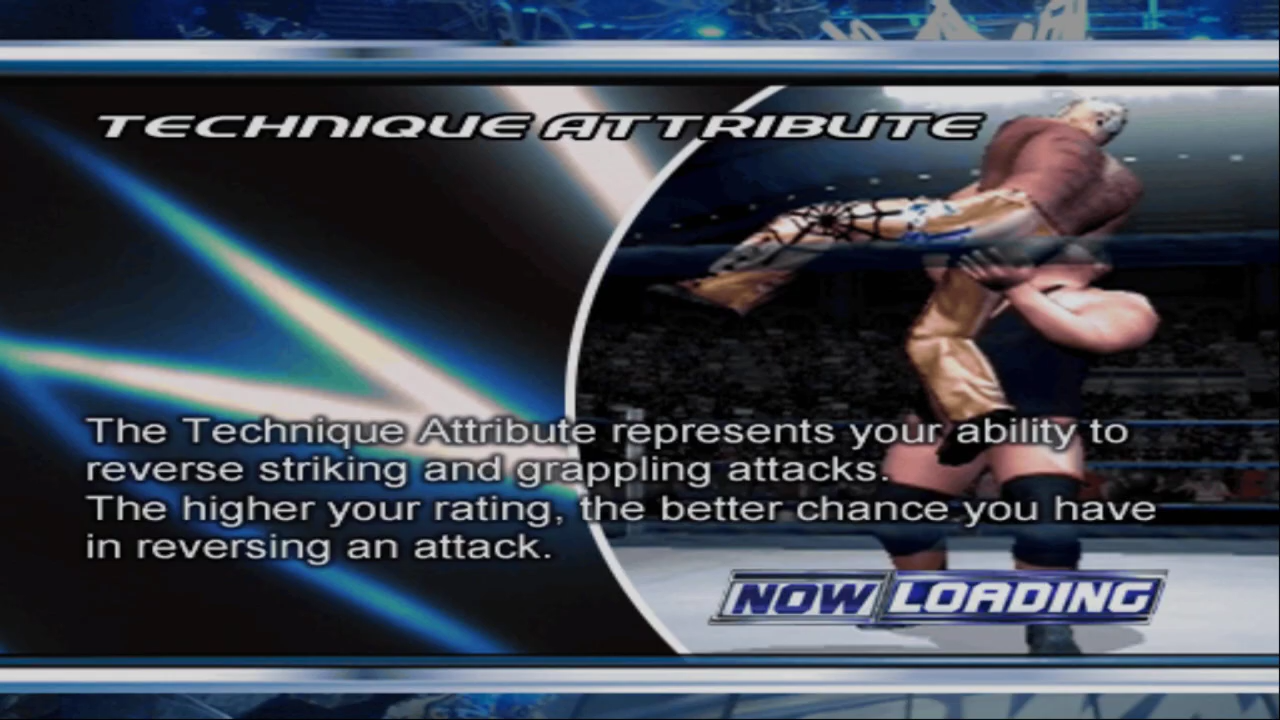 TECHNIQUE ATTRIBUTE
The Technique Attribute represents your ability to
reverse striking and grappling attacks.
The higher your rating, the better chance you have
in reversing an attack.
NOW LOADING